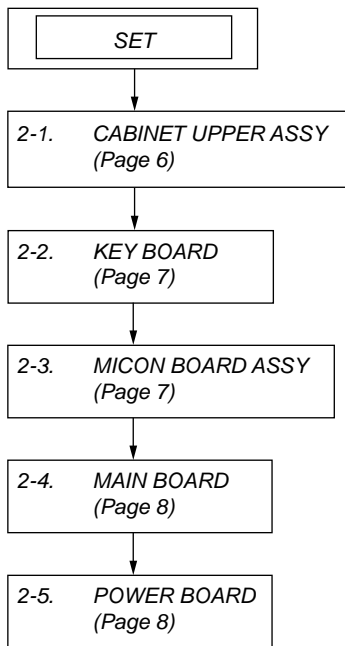 SET
2-1. CABINET UPPER ASSY
(Page 6)
2-2. KEY BOARD
(Page 7)
2-3. MICON BOARD ASSY
(Page 7)
2-4. MAIN BOARD
(Page 8)
2-5. POWER BOARD
(Page 8)